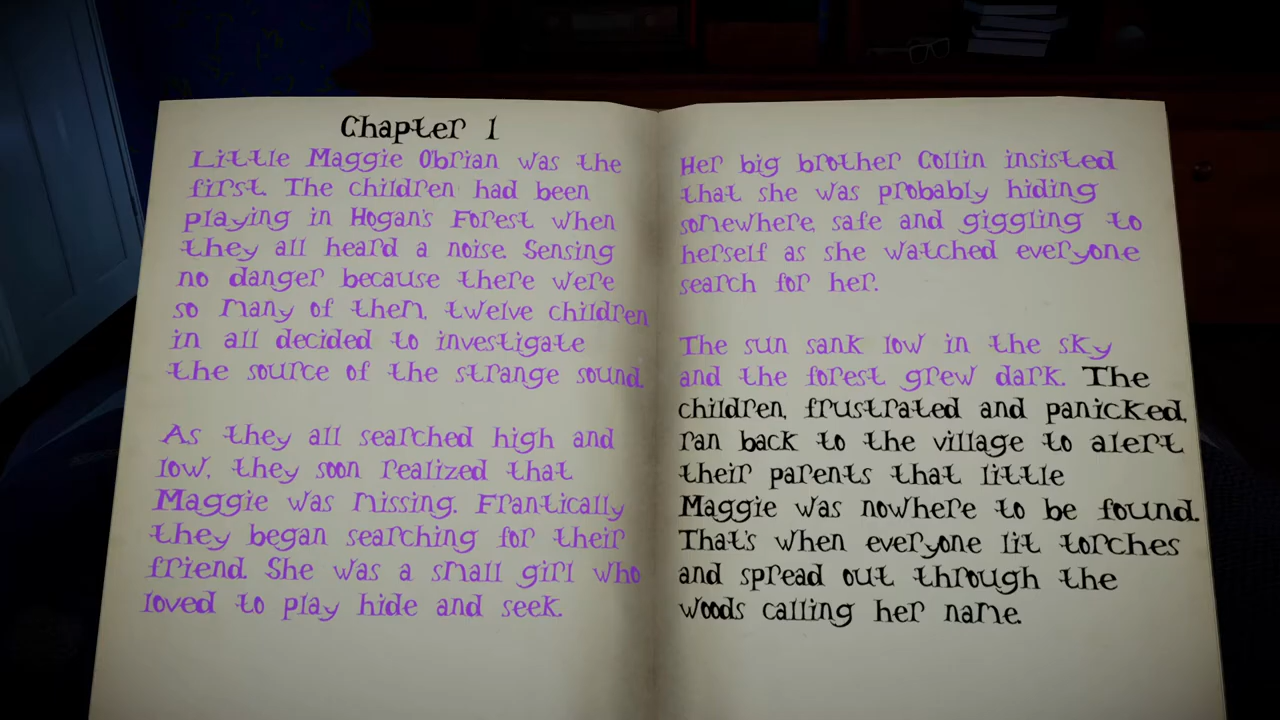 Chapter 1
Little Maggie O'brian was the
first. The children had been
playing in Hogan's Forest when
they all heard a noise. Sensing
no danger because there were
so many of them, twelve children
in all decided to investigate
the source of the strange sound.
As they all searched high and
low, they soon realized that
Maggie was missing. Frantically
they began searching for their
friend. She was a small girl who
loved to play hide and seek.
Her big brother Collin insisted
that she was probably hiding
somewhere, safe and giggling to
herself as she watched everyone
search for her.
The sun sank low in the sky
and the forest grew dark. The
children, frustrated and panicked,
ran back to the village to alert
their parents that little
Maggie was nowhere to be found.
That's when everyone lit torches
and spread out through the
woods calling her name.